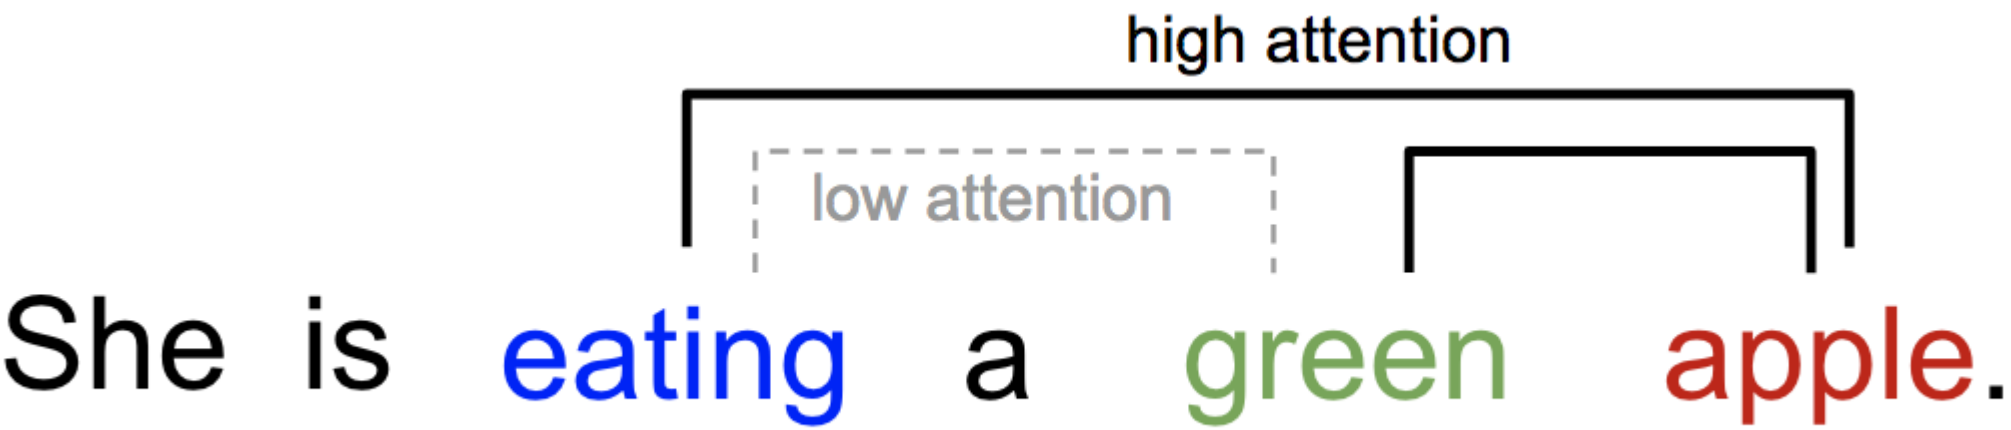 high attention
low attention
She is eating a green apple.